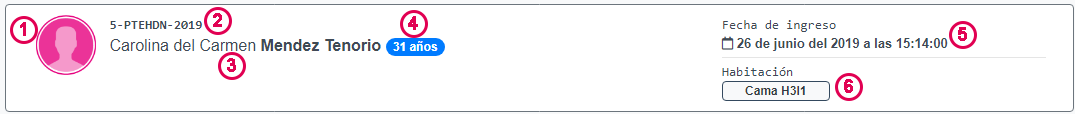 1
5-PTEHDN-2019 2
Carolina del Carmen Mendez Tenorio 31 años 4
3
Fecha de ingreso
26 de junio del 2019 a las 15:14:00 5
Habitación
Cama H3I1 6